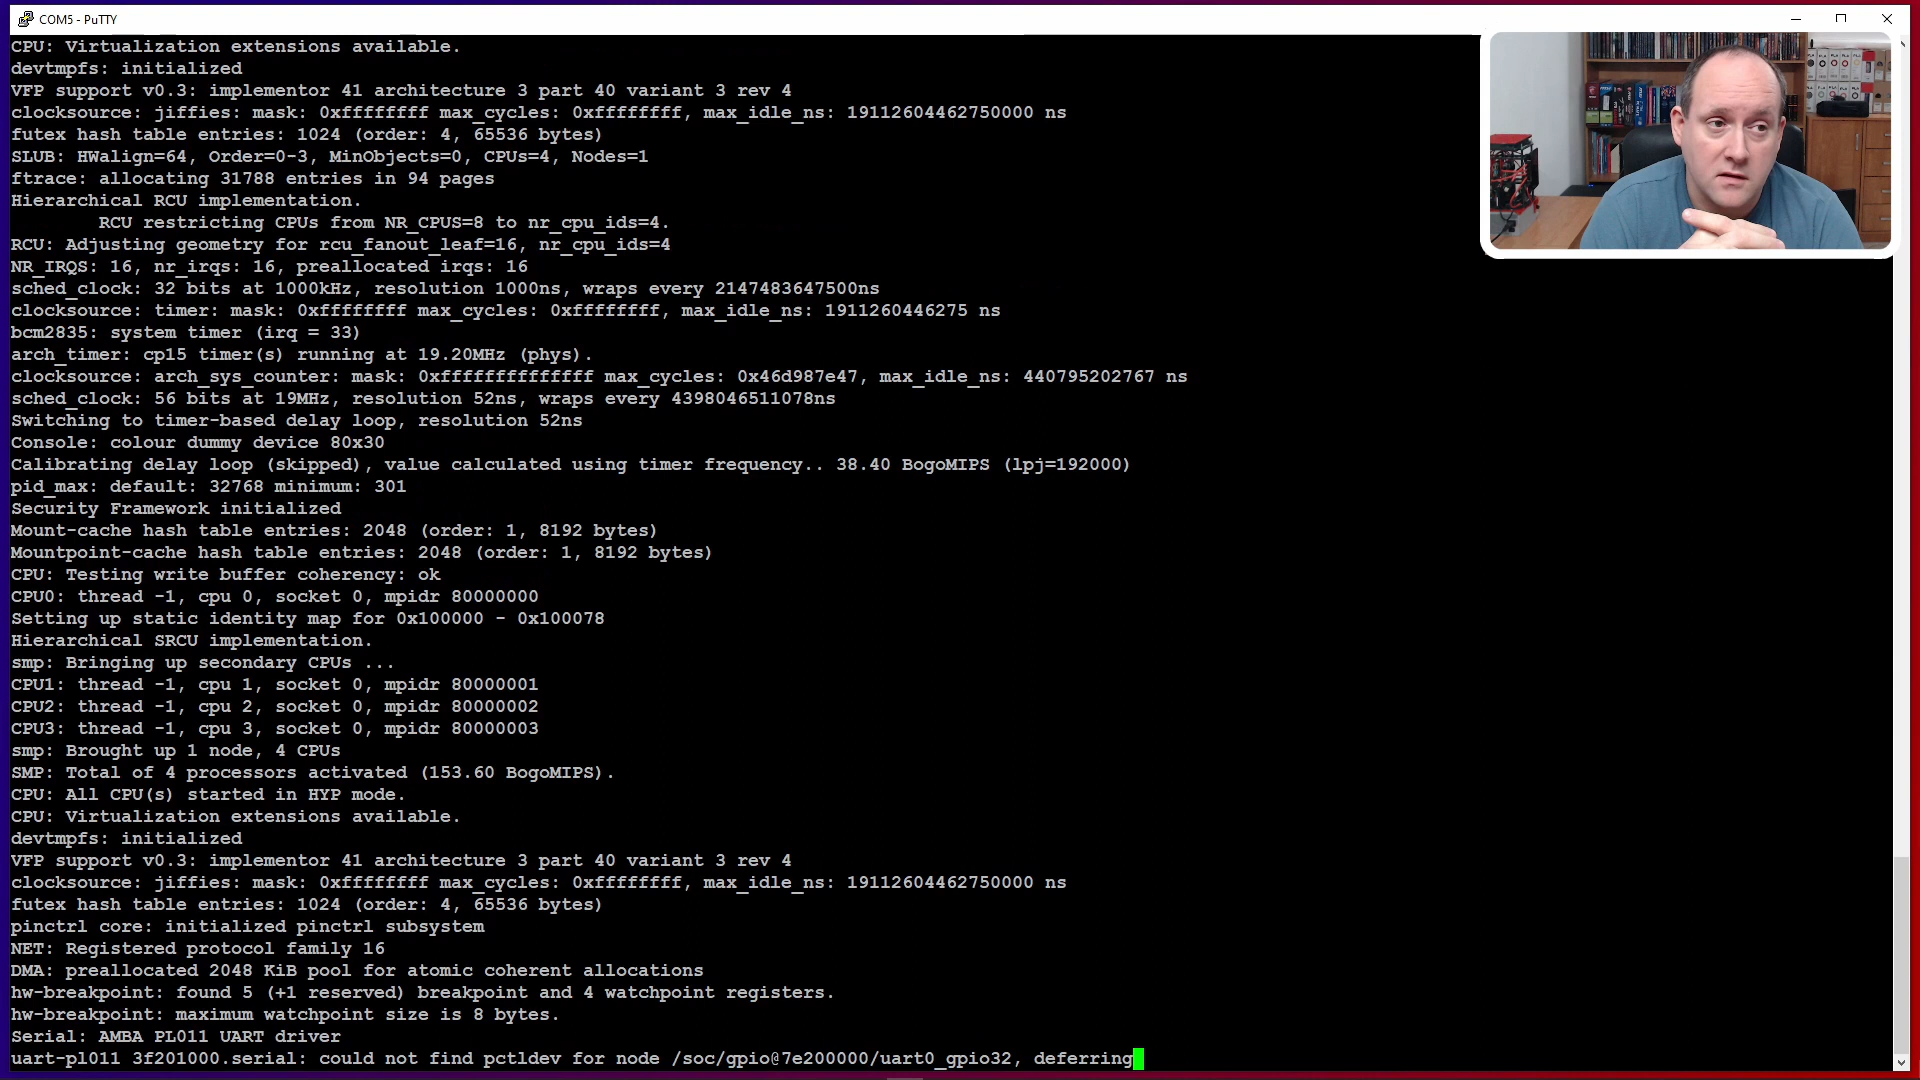 COM5 - PuTTY
CPU: Virtualization extensions available.
devtmpfs: initialized
VFP support v0.3: implementor 41 architecture 3 part 40 variant 3 rev 4
clocksource: jiffies: mask: 0xffffffff max_cycles: 0xffffffff, max_idle_ns: 19112604462750000 ns
futex hash table entries: 1024 (order: 4, 65536 bytes)
SLUB: HWalign=64, Order=0-3, MinObjects=0, CPUs=4, Nodes=1
ftrace: allocating 31788 entries in 94 pages
Hierarchical RCU implementation.
        RCU restricting CPUs from NR_CPUS=8 to nr_cpu_ids=4.
RCU: Adjusting geometry for rcu_fanout_leaf=16, nr_cpu_ids=4
NR_IRQS: 16, nr_irqs: 16, preallocated irqs: 16
sched_clock: 32 bits at 1000kHz, resolution 1000ns, wraps every 2147483647500ns
clocksource: timer: mask: 0xffffffff max_cycles: 0xffffffff, max_idle_ns: 1911260446275 ns
bcm2835: system timer (irq = 33)
arch_timer: cp15 timer(s) running at 19.20MHz (phys).
clocksource: arch_sys_counter: mask: 0xffffffffffffff max_cycles: 0x46d987e47, max_idle_ns: 440795202767 ns
sched_clock: 56 bits at 19MHz, resolution 52ns, wraps every 4398046511078ns
Switching to timer-based delay loop, resolution 52ns
Console: colour dummy device 80x30
Calibrating delay loop (skipped), value calculated using timer frequency.. 38.40 BogoMIPS (lpj=192000)
pid_max: default: 32768 minimum: 301
Security Framework initialized
Mount-cache hash table entries: 2048 (order: 1, 8192 bytes)
Mountpoint-cache hash table entries: 2048 (order: 1, 8192 bytes)
CPU: Testing write buffer coherency: ok
CPU0: thread -1, cpu 0, socket 0, mpidr 80000000
Setting up static identity map for 0x100000 - 0x100078
Hierarchical SRCU implementation.
smp: Bringing up secondary CPUs ...
CPU1: thread -1, cpu 1, socket 0, mpidr 80000001
CPU2: thread -1, cpu 2, socket 0, mpidr 80000002
CPU3: thread -1, cpu 3, socket 0, mpidr 80000003
smp: Brought up 1 node, 4 CPUs
SMP: Total of 4 processors activated (153.60 BogoMIPS).
CPU: All CPU(s) started in HYP mode.
CPU: Virtualization extensions available.
devtmpfs: initialized
VFP support v0.3: implementor 41 architecture 3 part 40 variant 3 rev 4
clocksource: jiffies: mask: 0xffffffff max_cycles: 0xffffffff, max_idle_ns: 19112604462750000 ns
futex hash table entries: 1024 (order: 4, 65536 bytes)
pinctrl core: initialized pinctrl subsystem
NET: Registered protocol family 16
DMA: preallocated 2048 KiB pool for atomic coherent allocations
hw-breakpoint: found 5 (+1 reserved) breakpoint and 4 watchpoint registers.
hw-breakpoint: maximum watchpoint size is 8 bytes.
Serial: AMBA PL011 UART driver
uart-pl011 3f201000.serial: could not find pctldev for node /soc/gpio@7e200000/uart0_gpio32, deferring